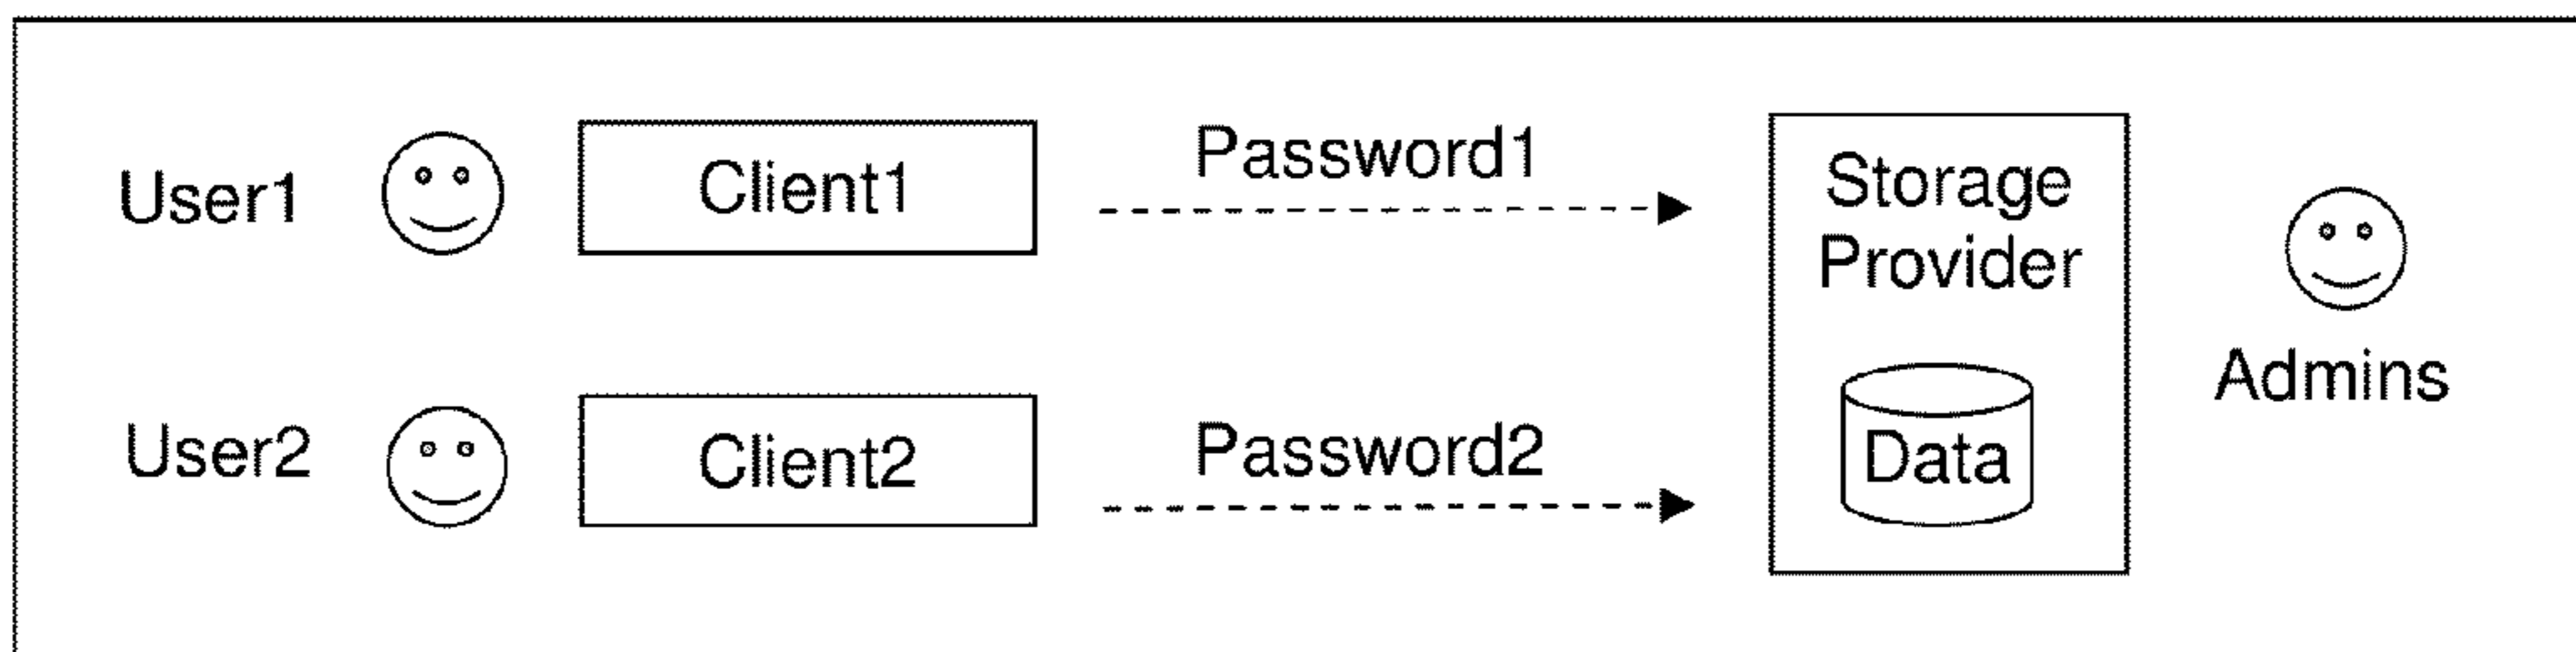 User1
Client1
Password1
Storage
Provider
Admins
User2
Client2
Password2
Data